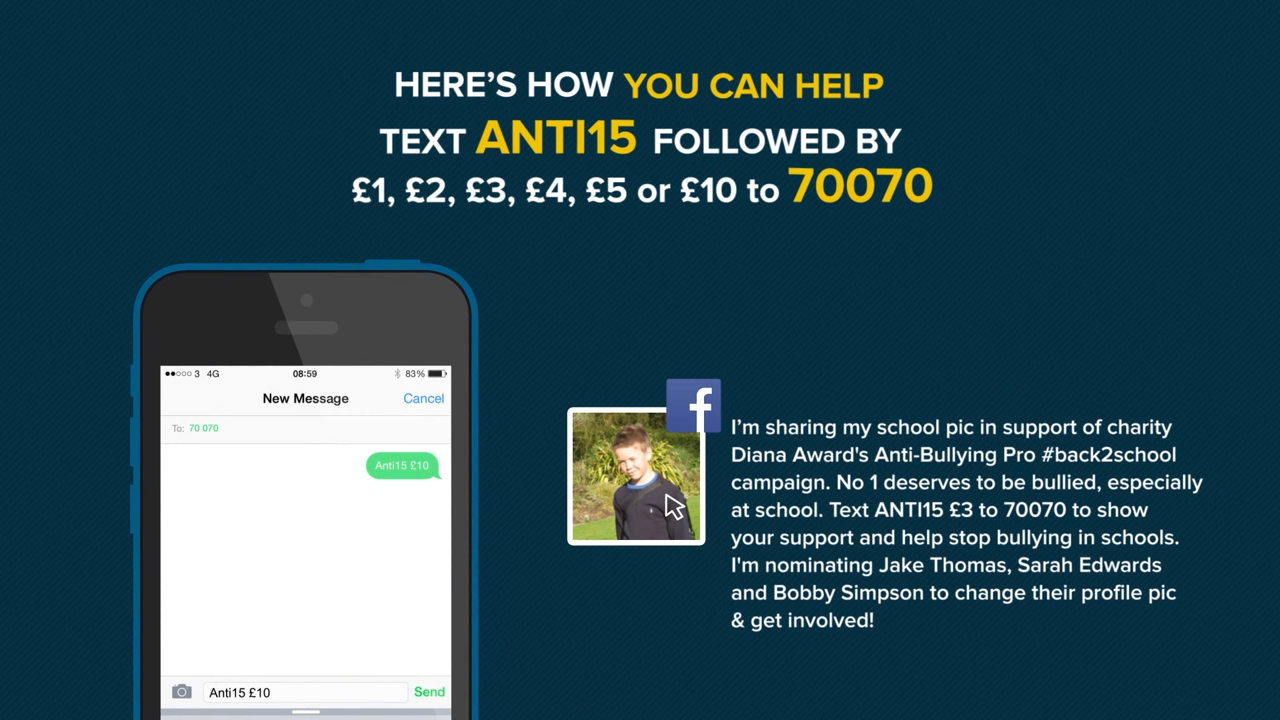 HERE'S HOW YOU CAN HELP
TEXT ANTI15 FOLLOWED BY
£1, £2, £3, £4, £5 or £10 to 70070
3 4G 08:59 83%
New Message Cancel
To: 70 070
Anti15 £10
Anti15 £10 Send
f
I'm sharing my school pic in support of charity
Diana Award's Anti-Bullying Pro #back2school
campaign. No 1 deserves to be bullied, especially
at school. Text ANTI15 £3 to 70070 to show
your support and help stop bullying in schools.
I'm nominating Jake Thomas, Sarah Edwards
and Bobby Simpson to change their profile pic
& get involved!